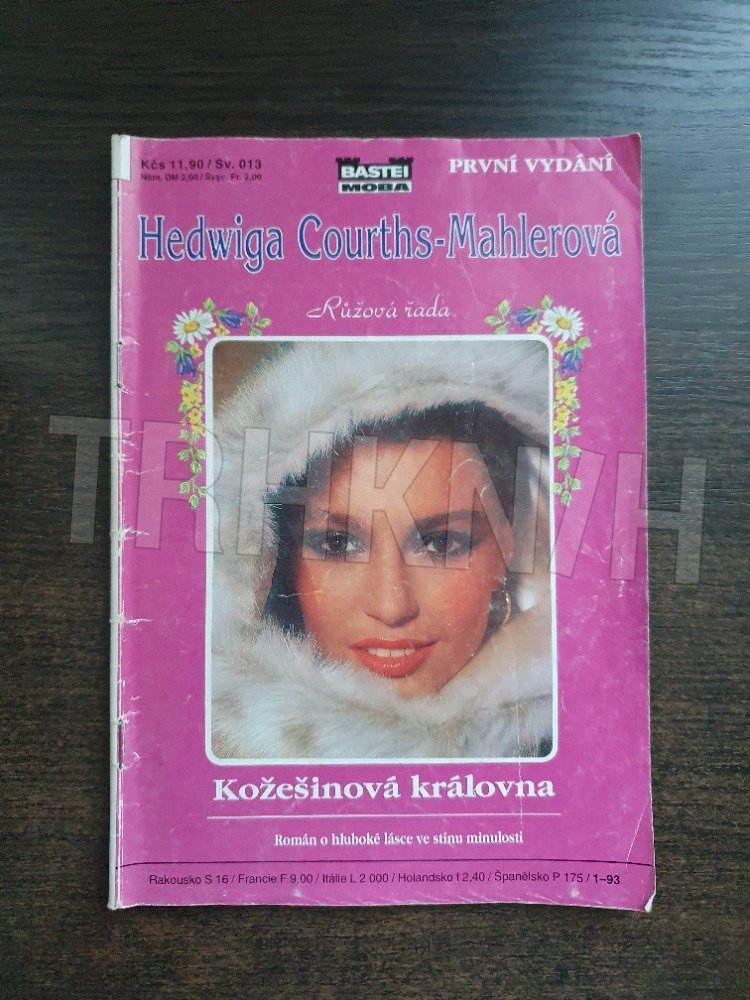 Kčs 11,90 / Sv. 013
Něm. DM 2,00 / Švýc. Fr. 2,00
BASTEI
MOBA
PRVNÍ VYDÁNÍ
Hedwiga Courths-Mahlerová
Růžová řada
TRHKNIH
Kožešinová královna
Román o hluboké lásce ve stínu minulosti
Rakousko S 16 / Francie F 9,00 / Itálie L 2 000 / Holandsko f 2,40 / Španělsko P 175 / 1–93